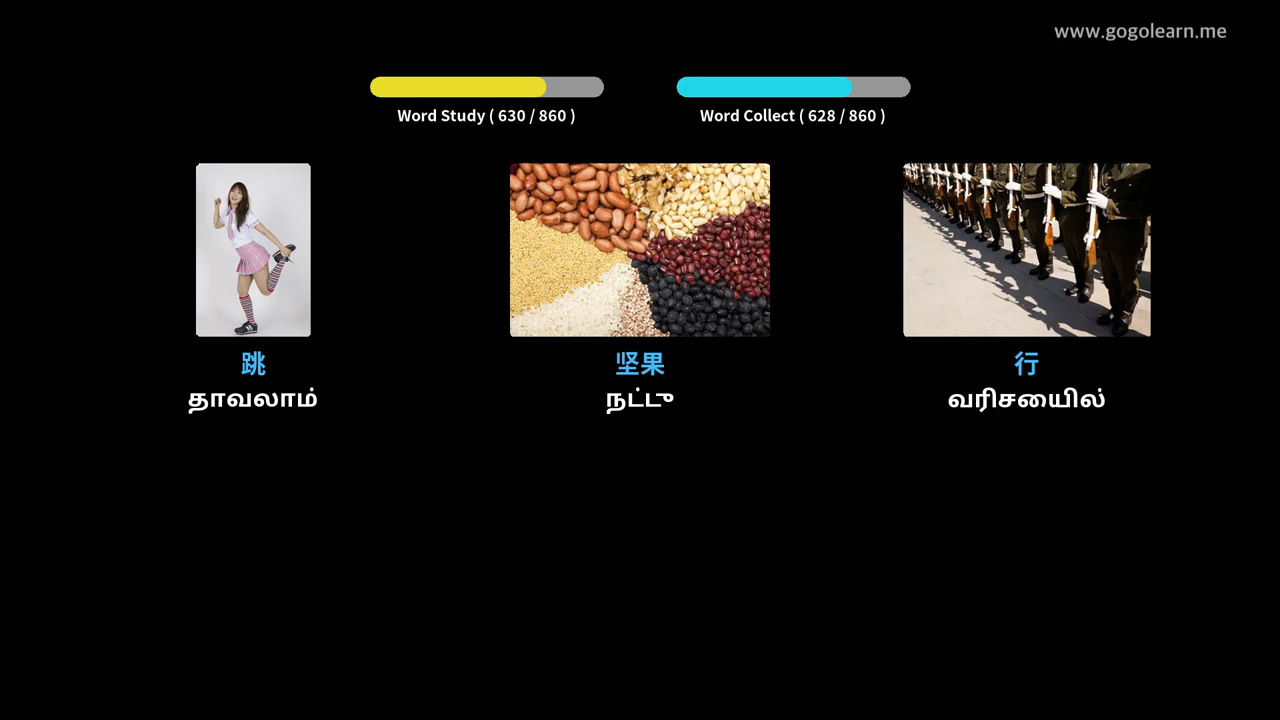 www.gogolearn.me
Word Study ( 630 / 860 )
Word Collect ( 628 / 860 )
跳
தாவலாம்
坚果
நட்டு
行
வரிசையில்